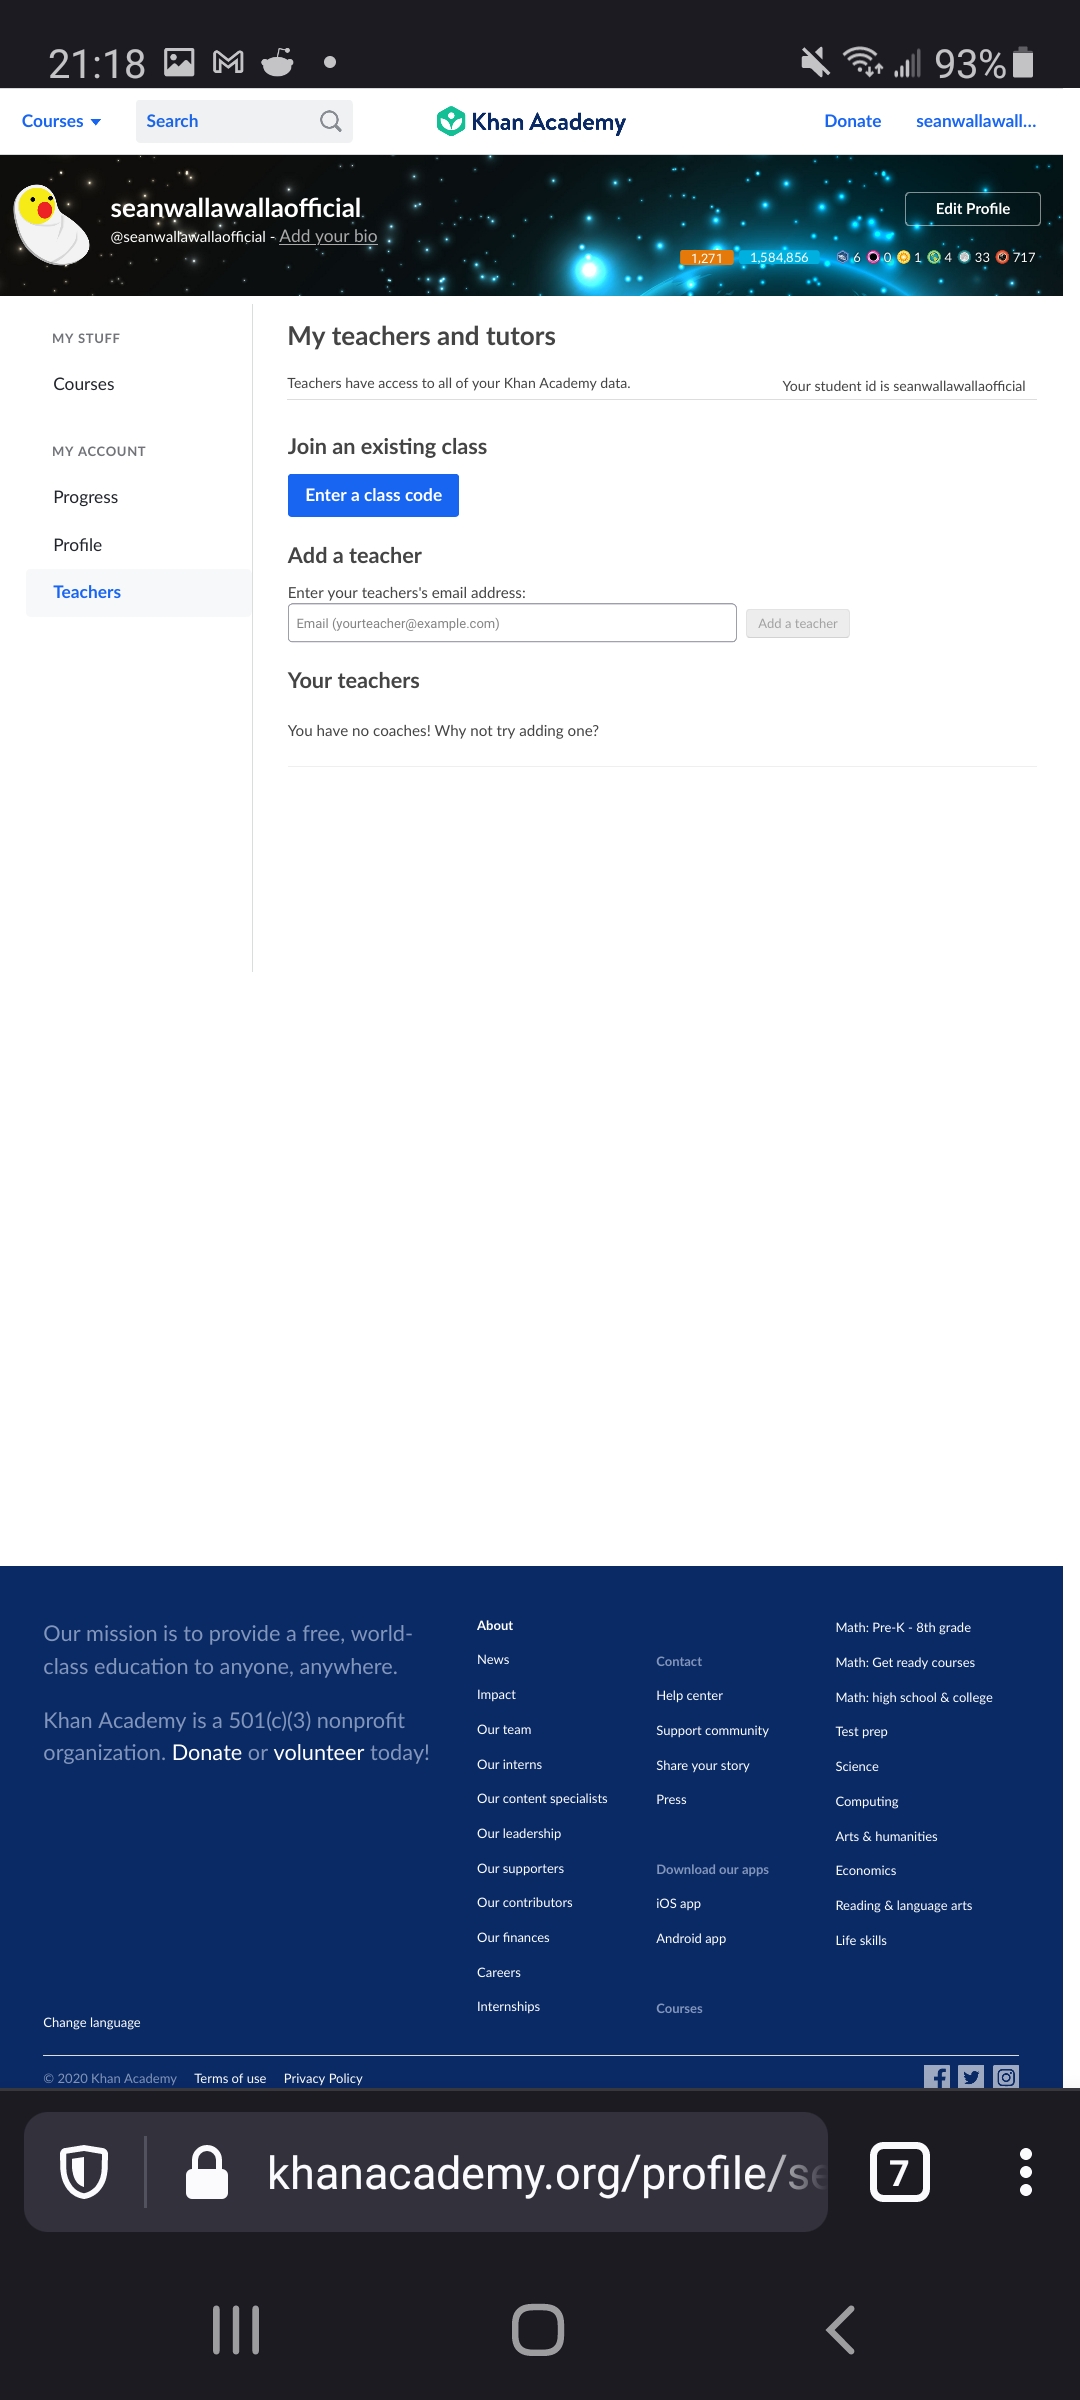 21:18
93%
Courses
Search
Khan Academy
Donate
seanwallawall...
seanwallawallaofficial
@seanwallawallaofficial - Add your bio
Edit Profile
1,271
1,584,856
6 0 1 4 33 717
MY STUFF
Courses
MY ACCOUNT
Progress
Profile
Teachers
My teachers and tutors
Teachers have access to all of your Khan Academy data.
Your student id is seanwallawallaofficial
Join an existing class
Enter a class code
Add a teacher
Enter your teachers's email address:
Email (yourteacher@example.com)
Add a teacher
Your teachers
You have no coaches! Why not try adding one?
Our mission is to provide a free, world-
class education to anyone, anywhere.
Khan Academy is a 501(c)(3) nonprofit
organization. Donate or volunteer today!
About
News
Impact
Our team
Our interns
Our content specialists
Our leadership
Our supporters
Our contributors
Our finances
Careers
Internships
Contact
Help center
Support community
Share your story
Press
Download our apps
iOS app
Android app
Courses
Math: Pre-K - 8th grade
Math: Get ready courses
Math: high school & college
Test prep
Science
Computing
Arts & humanities
Economics
Reading & language arts
Life skills
Change language
© 2020 Khan Academy
Terms of use
Privacy Policy
khanacademy.org/profile/se
7